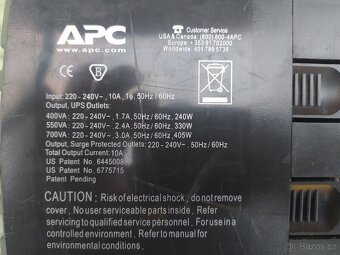 APC
www.apc.com
Customer Service
USA & Canada: (800) 800-4APC
Europe: +353 91 702000
Worldwide: 401 789 5735
Input: 220-240V~, 10A, 1ø, 50Hz / 60Hz
Output, UPS Outlets:
400VA: 220-240V~, 1.7A, 50Hz / 60Hz, 240W
550VA: 220-240V~, 2.4A, 50Hz / 60Hz, 330W
700VA: 220-240V~, 3.0A, 50Hz / 60Hz, 405W
Output, Surge Protected Outlets: 220-240V~, 50Hz / 60Hz
Total Output Current: 10A
US Patent No. 6445008
US Patent No. 6775715
Patent Pending
CAUTION: Risk of electrical shock, do not remove
cover. No user serviceable parts inside. Refer
servicing to qualified service personnel. For use in a
controlled environment. Refer to manual for
environmental conditions.
Bazoš.cz